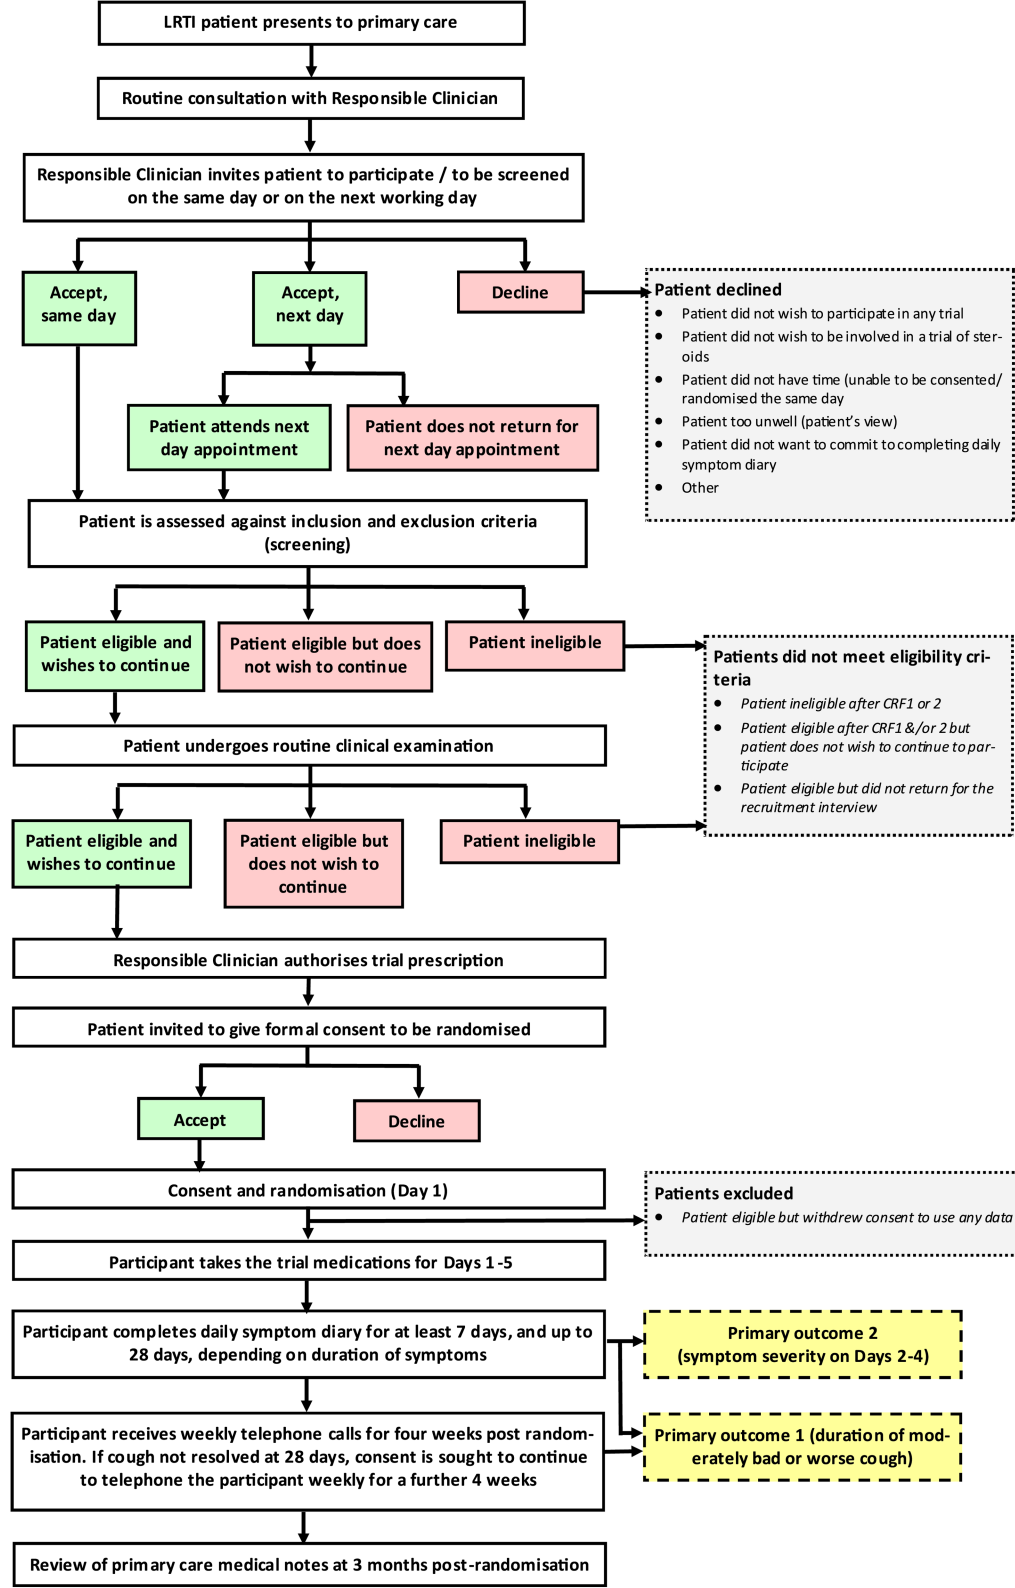 LRTI patient presents to primary care
Routine consultation with Responsible Clinician
Responsible Clinician invites patient to participate / to be screened
on the same day or on the next working day
Accept,
same day
Accept,
next day
Decline
Patient declined
● Patient did not wish to participate in any trial
● Patient did not wish to be involved in a trial of ster-
oids
● Patient did not have time (unable to be consented/
randomised the same day
● Patient too unwell (patient's view)
● Patient did not want to commit to completing daily
symptom diary
● Other
Patient attends next
day appointment
Patient does not return for
next day appointment
Patient is assessed against inclusion and exclusion criteria
(screening)
Patient eligible and
wishes to continue
Patient eligible but does
not wish to continue
Patient ineligible
Patients did not meet eligibility cri-
teria
● Patient ineligible after CRF1 or 2
● Patient eligible after CRF1 &/or 2 but
patient does not wish to continue to par-
ticipate
● Patient eligible but did not return for the
recruitment interview
Patient undergoes routine clinical examination
Patient eligible and
wishes to continue
Patient eligible but
does not wish to
continue
Patient ineligible
Responsible Clinician authorises trial prescription
Patient invited to give formal consent to be randomised
Accept
Decline
Consent and randomisation (Day 1)
Patients excluded
● Patient eligible but withdrew consent to use any data
Participant takes the trial medications for Days 1-5
Participant completes daily symptom diary for at least 7 days, and up to
28 days, depending on duration of symptoms
Primary outcome 2
(symptom severity on Days 2-4)
Participant receives weekly telephone calls for four weeks post random-
isation. If cough not resolved at 28 days, consent is sought to continue
to telephone the participant weekly for a further 4 weeks
Primary outcome 1 (duration of mod-
erately bad or worse cough)
Review of primary care medical notes at 3 months post-randomisation